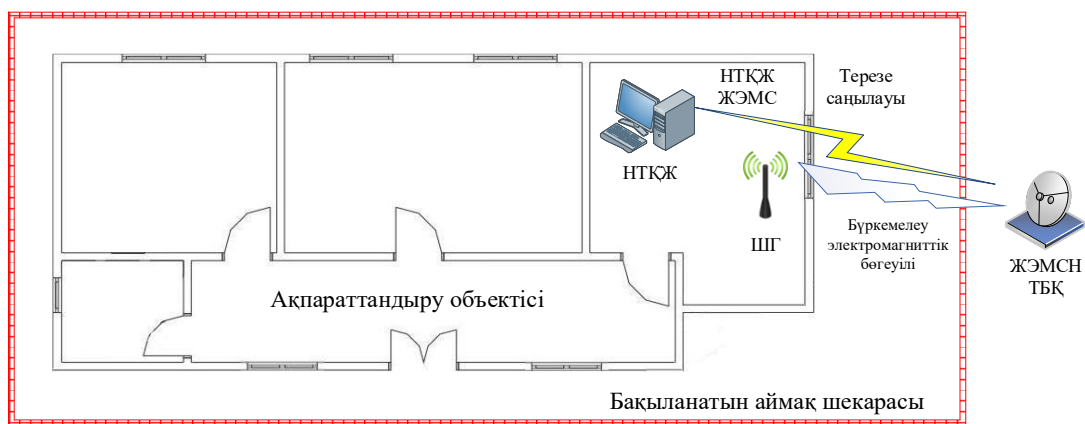 НТҚЖ
ЖЭМС
Терезе
саңылауы
НТҚЖ
ШГ
Бүркемелеу
электромагниттік
бөгеуілі
ЖЭМСН
ТБҚ
Ақпараттандыру объектісі
Бақыланатын аймақ шекарасы